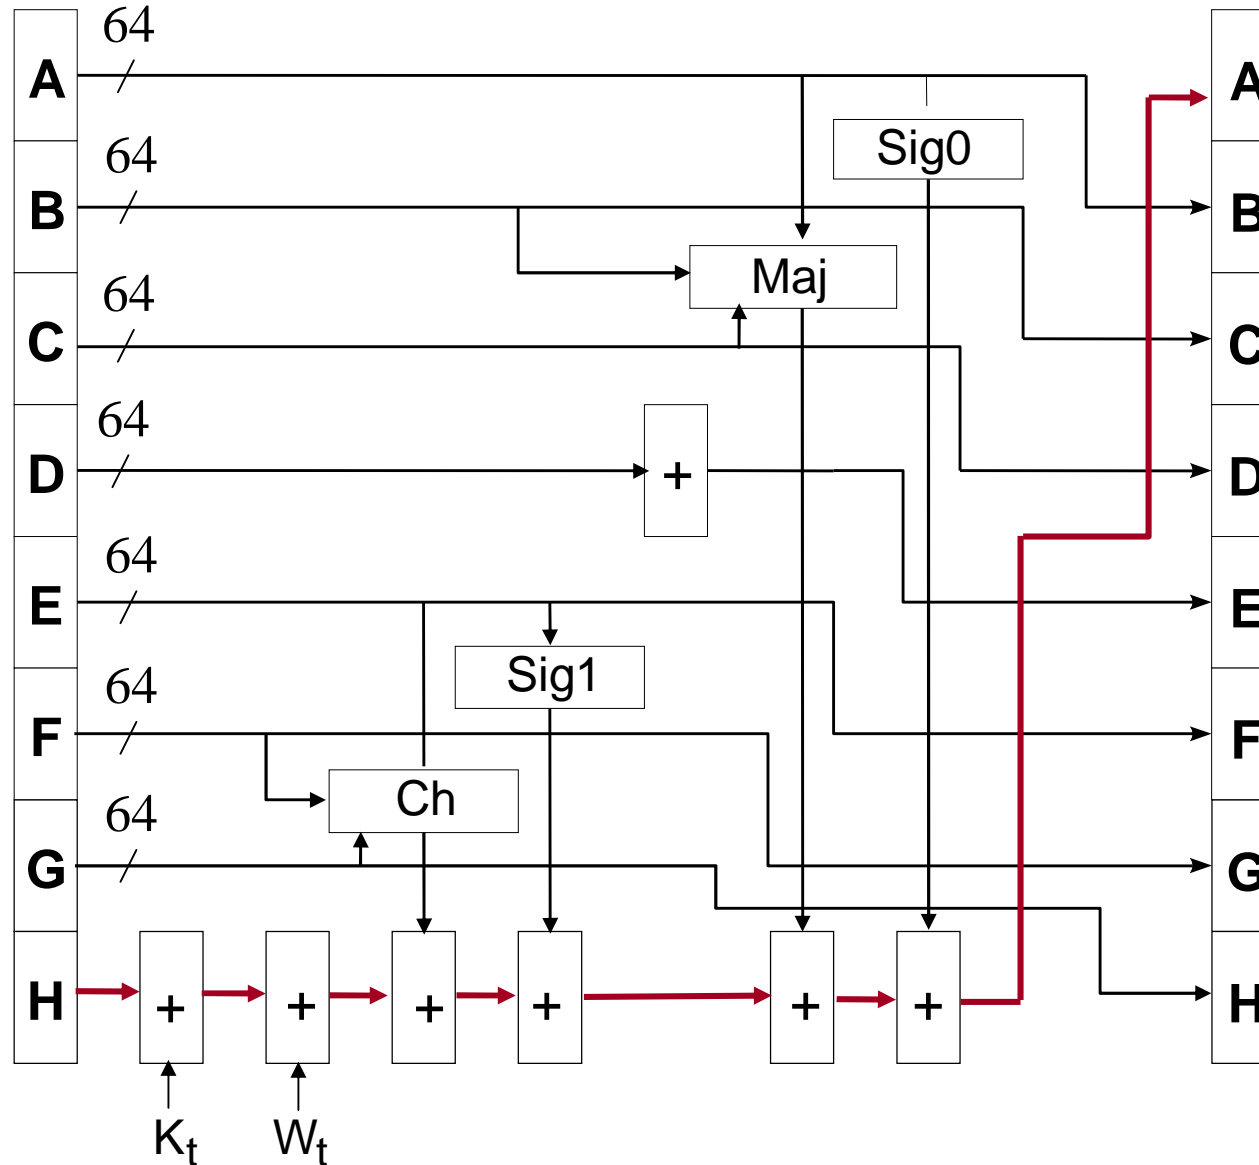 64
A A
Sig0
64
B B
Maj
64
C C
64
D + D
64
E E
Sig1
64
F F
Ch
64
G G
H + + + + + + H
Kt Wt